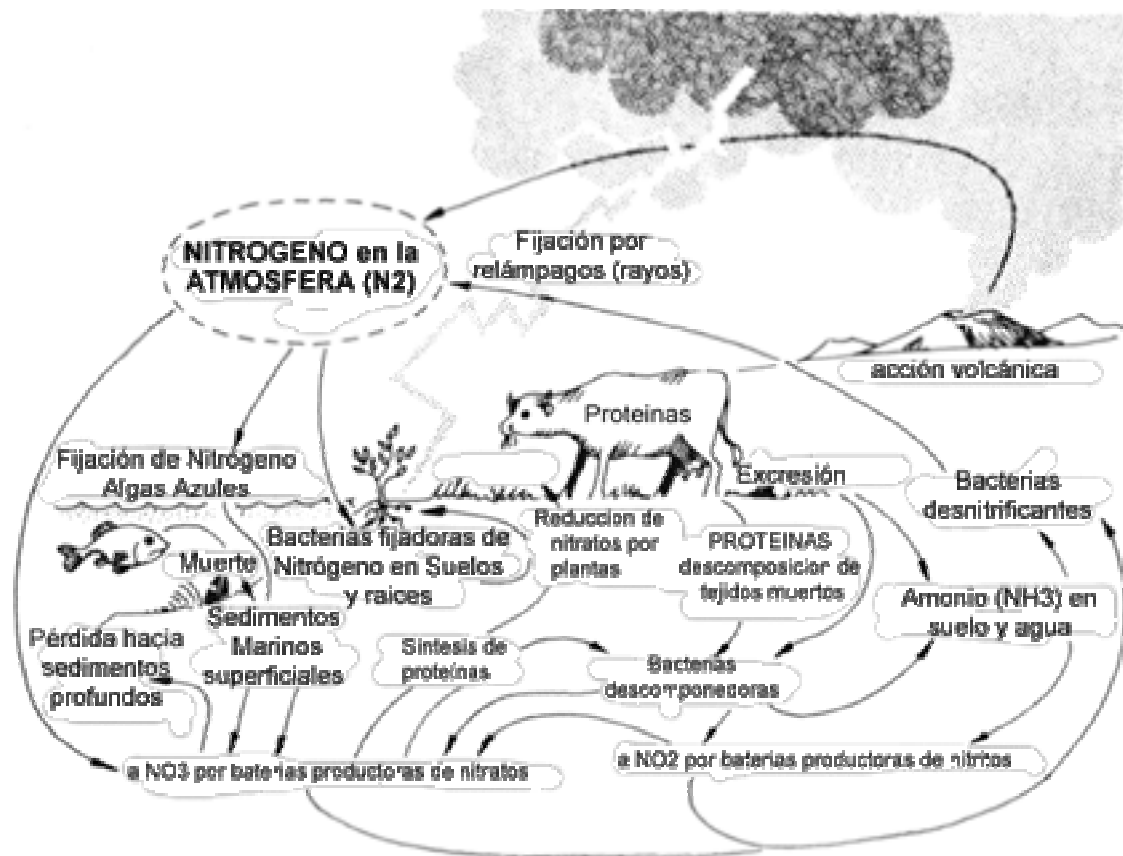 NITROGENO en la
ATMOSFERA (N2)
Fijación por
relámpagos (rayos)
acción volcánica
Proteinas
Fijación de Nitrógeno
Algas Azules
Excresión
Bacterias
desnitrificantes
Muerte
Bacterias fijadoras de
Nitrógeno en Suelos
y raices
Reduccion de
nitratos por
plantas
PROTEINAS
descomposicior de
tejidos muertos
Amonio (NH3) en
suelo y agua
Pérdida hacia
sedimentos
profundos
Sedimentos
Marinos
superficiales
Sintesis de
proteínas
Bacterias
descomponedoras
a NO3 por baterias productoras de nitratos
a NO2 por baterias productoras de nitritos